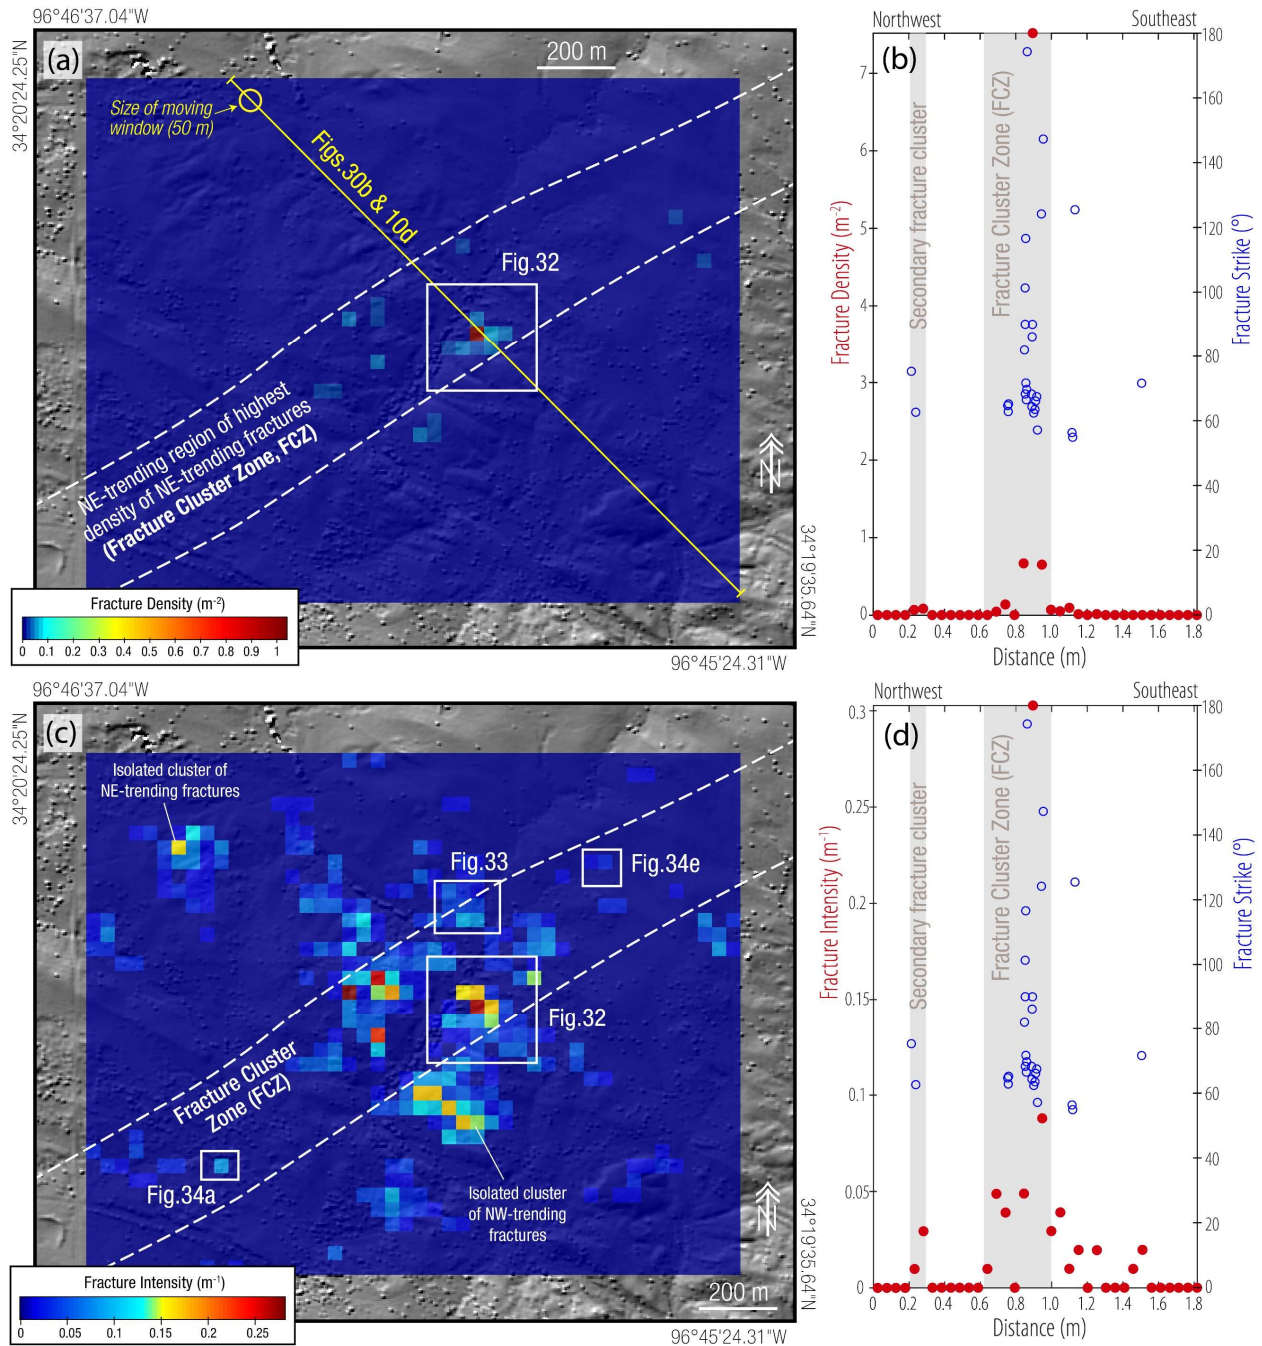 96°46'37.04"W
34°20'24.25"N
(a)
200 m
Size of moving
window (50 m)
Figs.30b & 10d
Fig.32
NE-trending region of highest
density of NE-trending fractures
(Fracture Cluster Zone, FCZ)
N
34°19'35.64"N
96°45'24.31"W
Fracture Density (m-2)
0 0.1 0.2 0.3 0.4 0.5 0.6 0.7 0.8 0.9 1
Northwest Southeast
(b)
Secondary fracture cluster
Fracture Cluster Zone (FCZ)
Fracture Density (m-2)
7
6
5
4
3
2
1
0
Fracture Strike (°)
180
160
140
120
100
80
60
40
20
0
0 0.2 0.4 0.6 0.8 1.0 1.2 1.4 1.6 1.8
Distance (m)
96°46'37.04"W
34°20'24.25"N
(c)
Isolated cluster of
NE-trending fractures
Fig.33
Fig.34e
Fig.32
Fracture Cluster
Zone (FCZ)
Fig.34a
Isolated cluster
of NW-trending
fractures
N
200 m
34°19'35.64"N
96°45'24.31"W
Fracture Intensity (m-1)
0 0.05 0.1 0.15 0.2 0.25
Northwest Southeast
(d)
Secondary fracture cluster
Fracture Cluster Zone (FCZ)
Fracture Intensity (m-1)
0.3
0.25
0.2
0.15
0.1
0.05
0
Fracture Strike (°)
180
160
140
120
100
80
60
40
20
0
0 0.2 0.4 0.6 0.8 1.0 1.2 1.4 1.6 1.8
Distance (m)